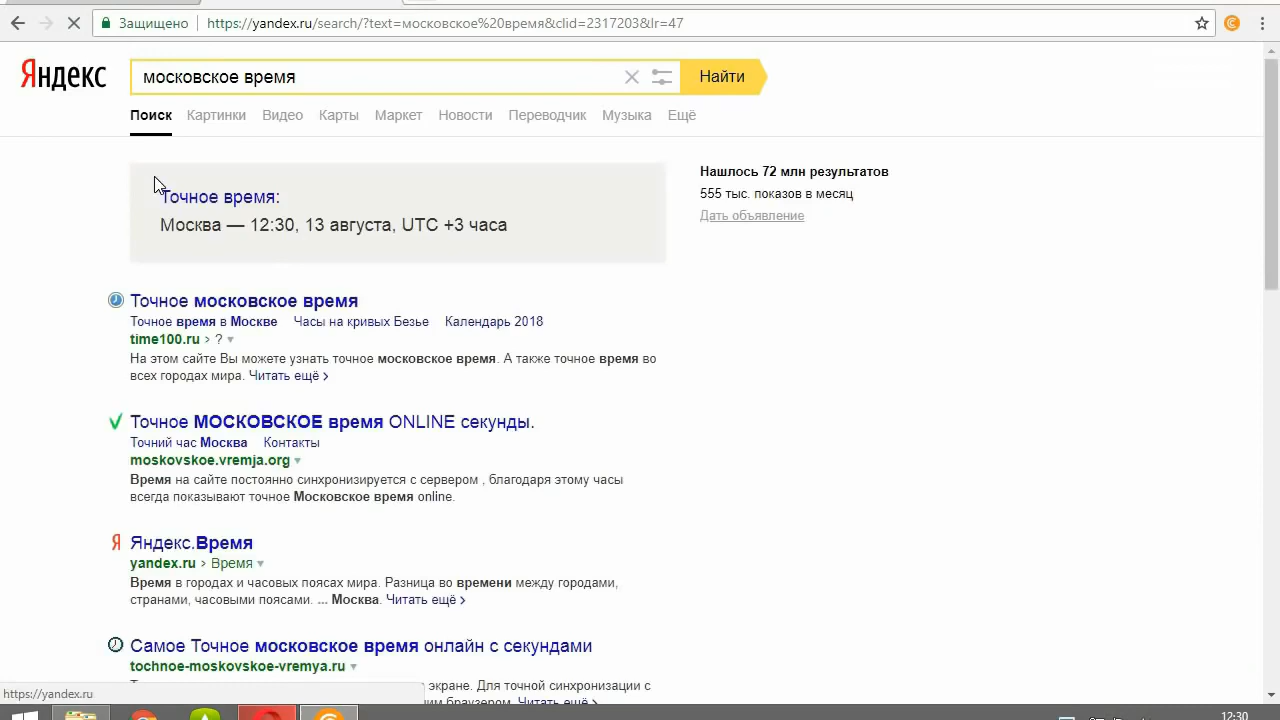 Защищено https://yandex.ru/search/?text=московское%20время&clid=2317203&lr=47
Яндекс московское время Найти
Поиск Картинки Видео Карты Маркет Новости Переводчик Музыка Ещё
Точное время:
Москва — 12:30, 13 августа, UTC +3 часа
Нашлось 72 млн результатов
555 тыс. показов в месяц
Дать объявление
Точное московское время
Точное время в Москве Часы на кривых Безье Календарь 2018
time100.ru › ?
На этом сайте Вы можете узнать точное московское время. А также точное время во
всех городах мира. Читать ещё ›
Точное МОСКОВСКОЕ время ONLINE секунды.
Точний час Москва Контакты
moskovskoe.vremja.org
Время на сайте постоянно синхронизируется с сервером , благодаря этому часы
всегда показывают точное Московское время online.
Яндекс.Время
yandex.ru › Время
Время в городах и часовых поясах мира. Разница во времени между городами,
странами, часовыми поясами. ... Москва. Читать ещё ›
Самое Точное московское время онлайн с секундами
tochnoe-moskovskoe-vremya.ru
экране. Для точной синхронизации с
браузером. Читать ещё ›
https://yandex.ru
12:30